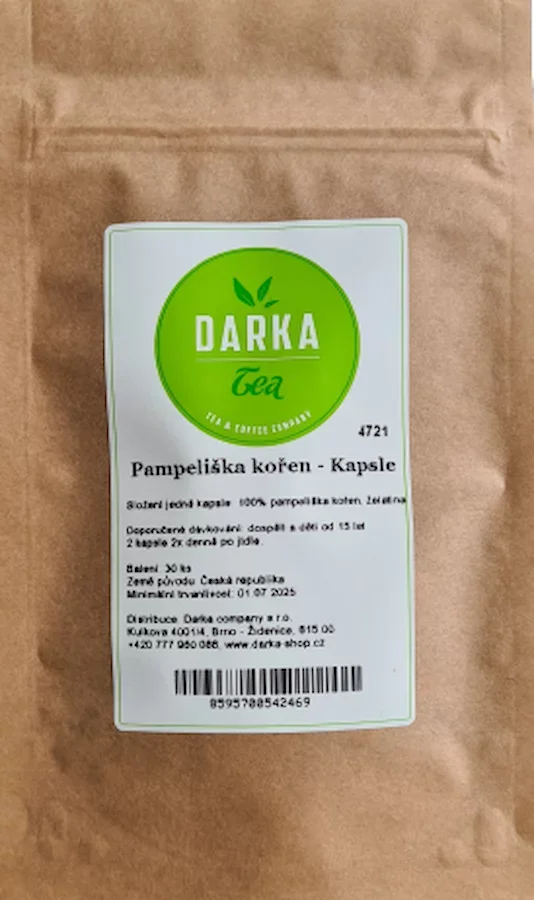 DARKA
Tea
TEA & COFFEE COMPANY
4721
Pampeliška kořen - Kapsle
Složení jedné kapsle: 100% pampeliška kořen, želatina
Doporučené dávkování: dospělí a děti od 15 let
2 kapsle 2x denně po jídle.
Balení: 30 ks
Země původu: Česká republika
Minimální trvanlivost: 01.07.2025
Distribuce: Darka company s.r.o.
Kulkova 4001/4, Brno - Židenice, 615 00
+420 777 980 088, www.darka-shop.cz
8595700542469